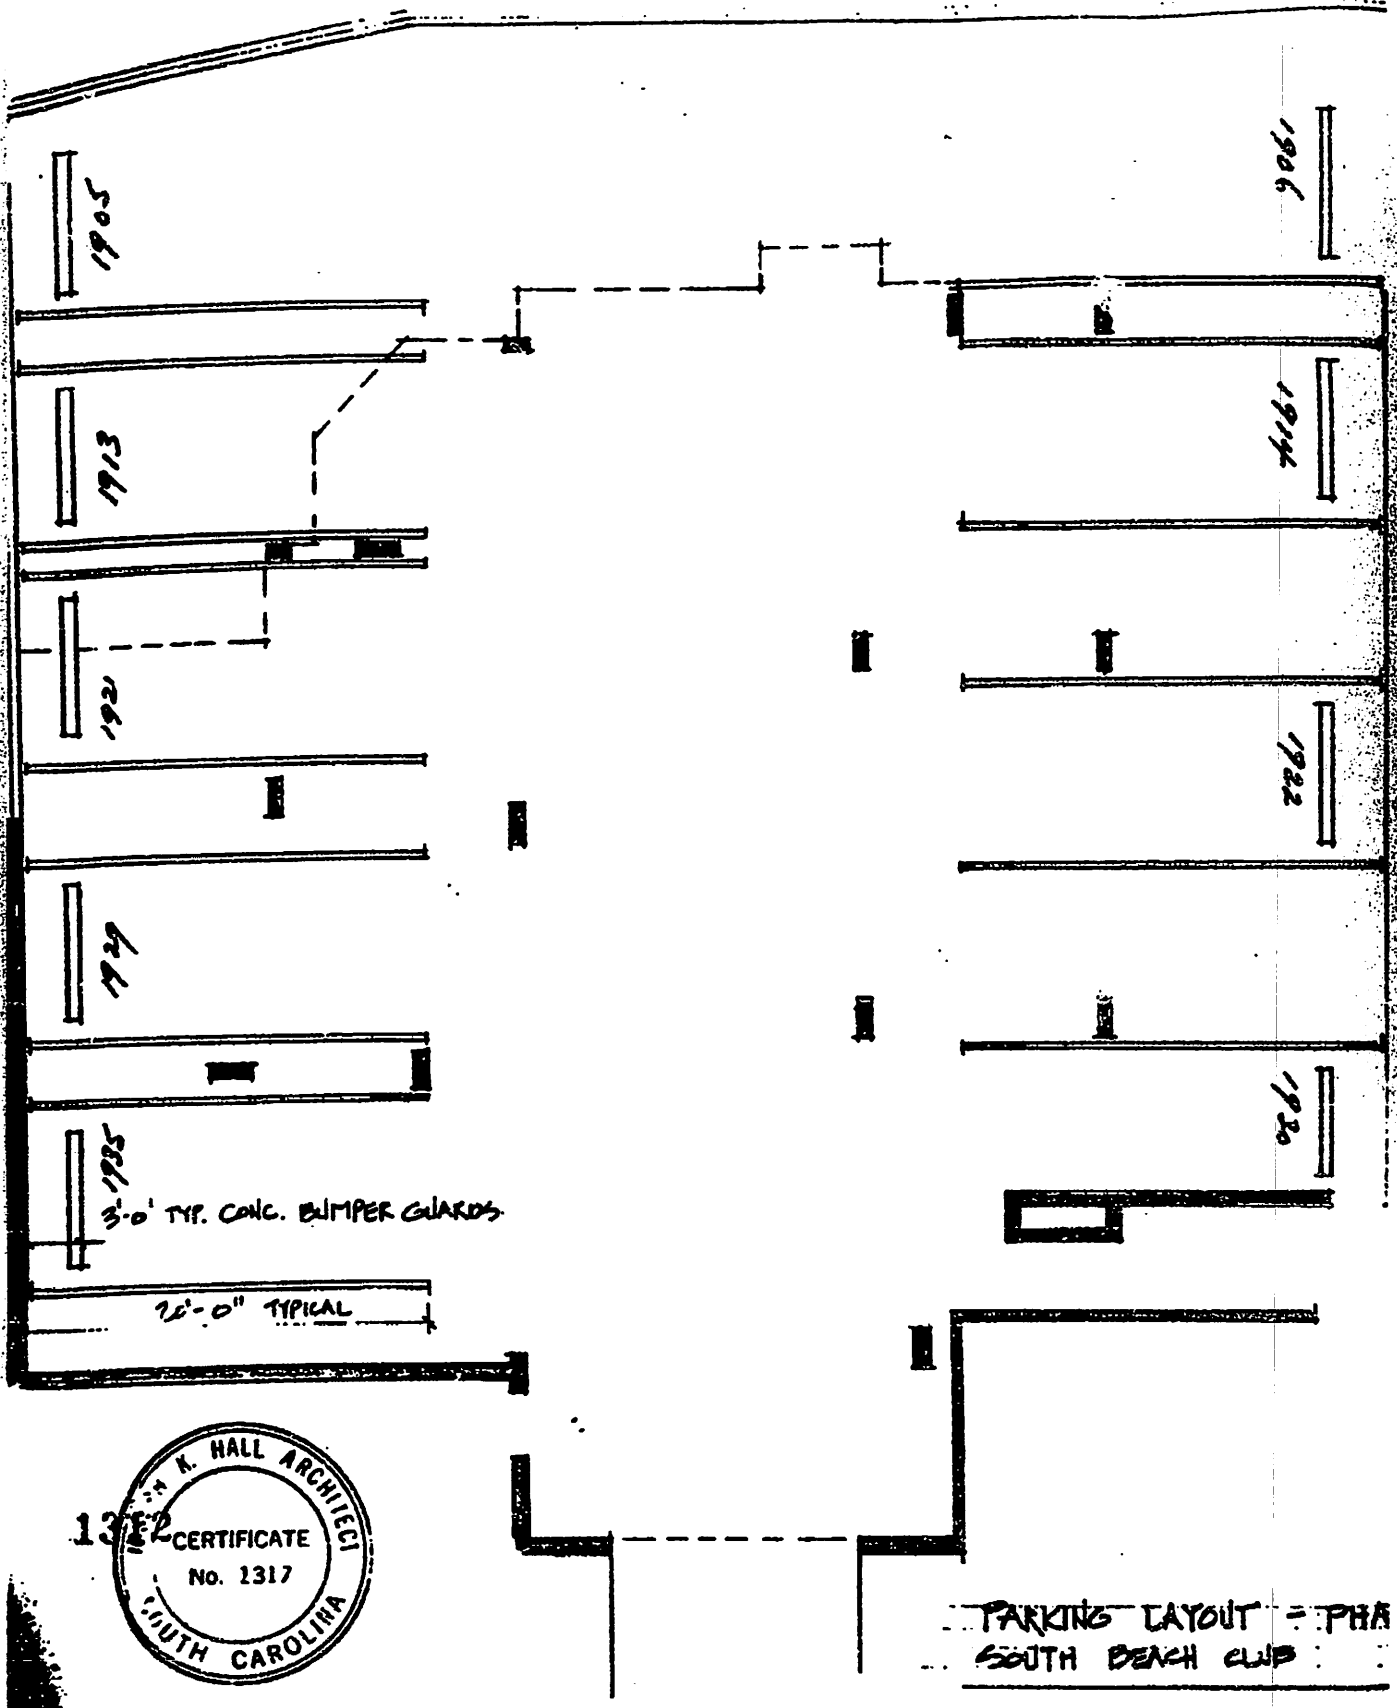 1905
1906
1913
1914
1921
1922
1929
1930
1935
3'-0" TYP. CONC. BUMPER GUARDS.
20'-0" TYPICAL
K. HALL ARCHITECT
CERTIFICATE
No. 1317
SOUTH CAROLINA
PARKING LAYOUT - PHA
SOUTH BEACH CLUB